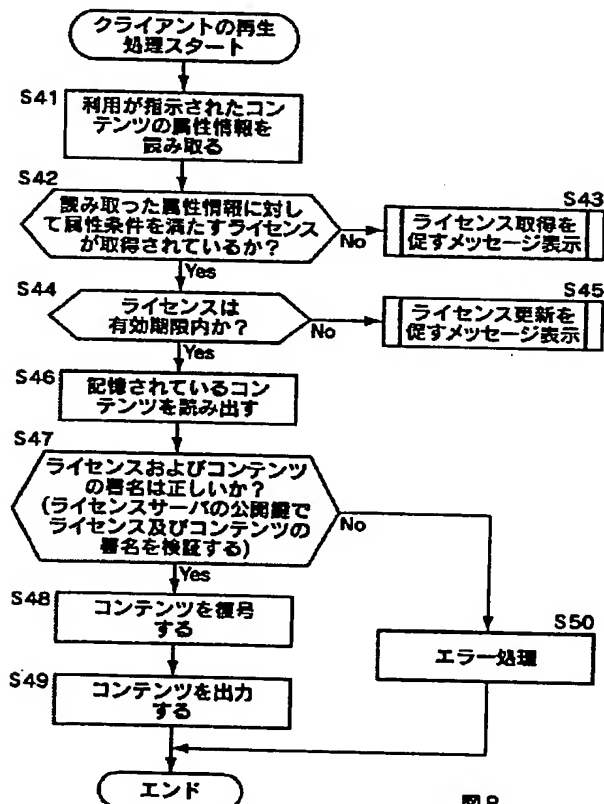 クライアントの再生
処理スタート
S41
利用が指示されたコン
テンツの属性情報を
読み取る
S42
読み取った属性情報に対し
て属性条件を満たすライセンス
が取得されているか?
No
S43
ライセンス取得を
促すメッセージ表示
Yes
S44
ライセンスは
有効期限内か?
No
S45
ライセンス更新を
促すメッセージ表示
Yes
S46
記憶されているコン
テンツを読み出す
S47
ライセンスおよびコンテンツ
の署名は正しいか?
(ライセンスサーバの公開鍵で
ライセンス及びコンテンツの
署名を検証する)
No
Yes
S48
コンテンツを復号
する
S50
エラー処理
S49
コンテンツを出力
する
エンド